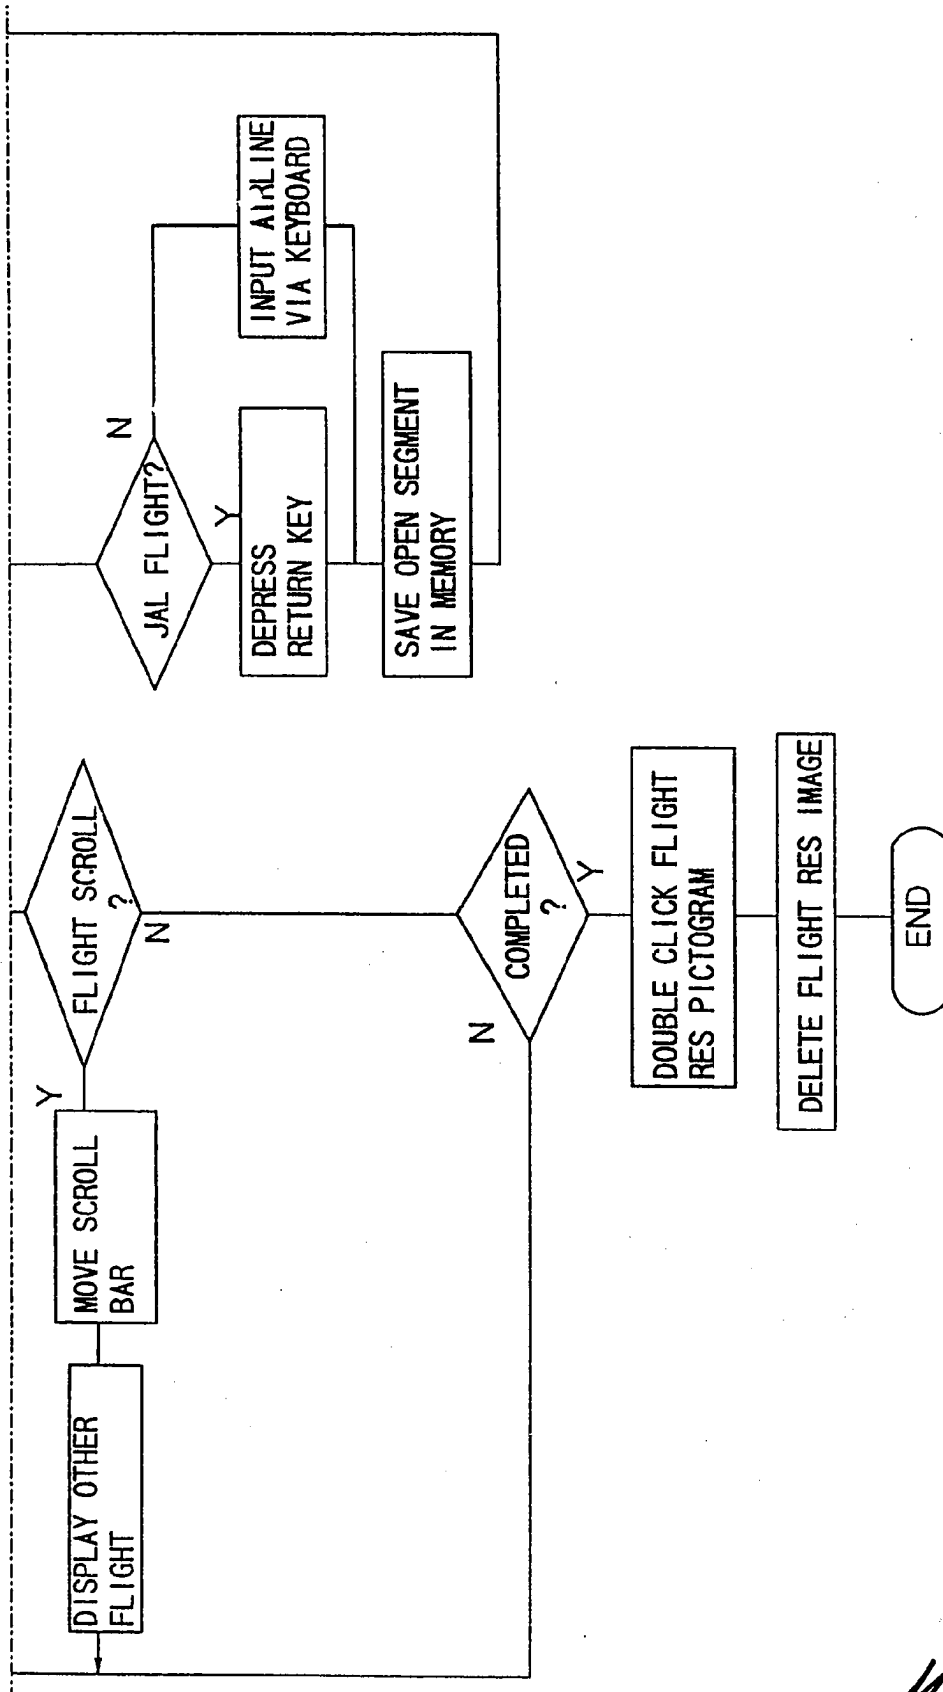 FLIGHT SCROLL
?
Y
N
MOVE SCROLL
BAR
DISPLAY OTHER
FLIGHT
COMPLETED
?
N
Y
DOUBLE CLICK FLIGHT
RES PICTOGRAM
DELETE FLIGHT RES IMAGE
END
JAL FLIGHT?
N
Y
DEPRESS
RETURN KEY
INPUT AIRLINE
VIA KEYBOARD
SAVE OPEN SEGMENT
IN MEMORY